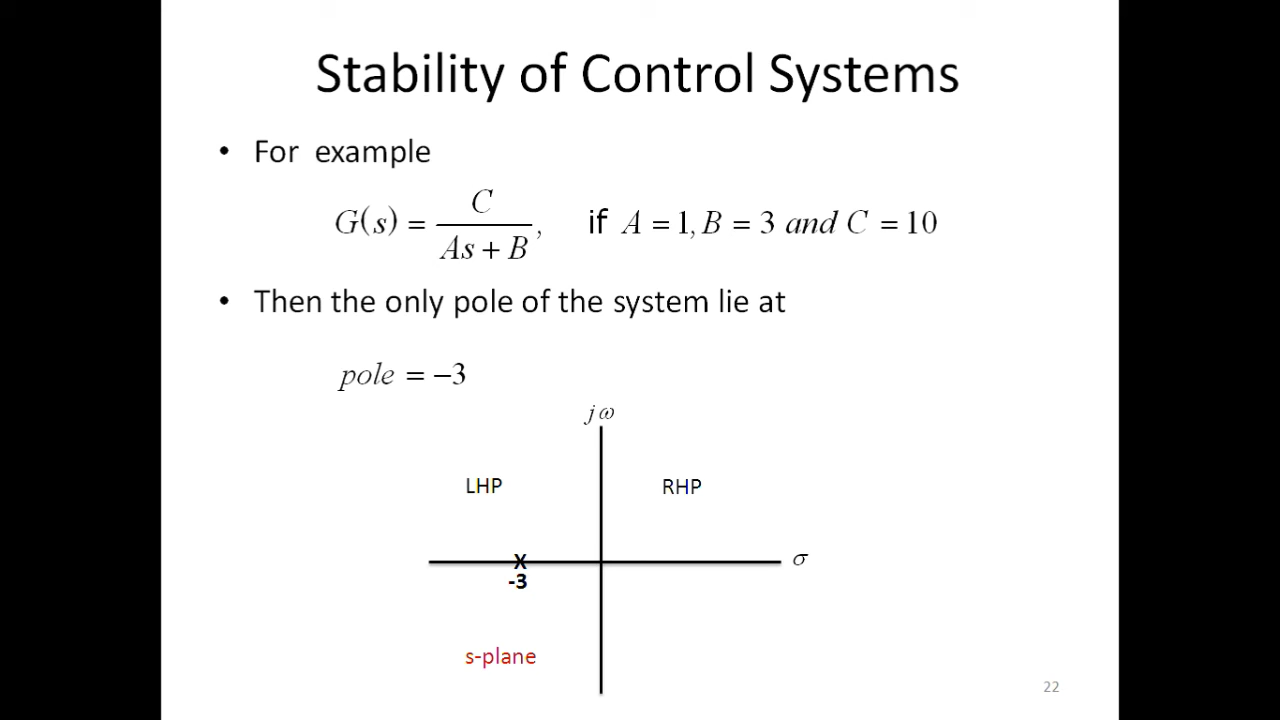 Stability of Control Systems
• For example
G(s) = C / (As + B), if A = 1, B = 3 and C = 10
• Then the only pole of the system lie at
pole = −3
jω
LHP RHP
X σ
-3
s-plane
22